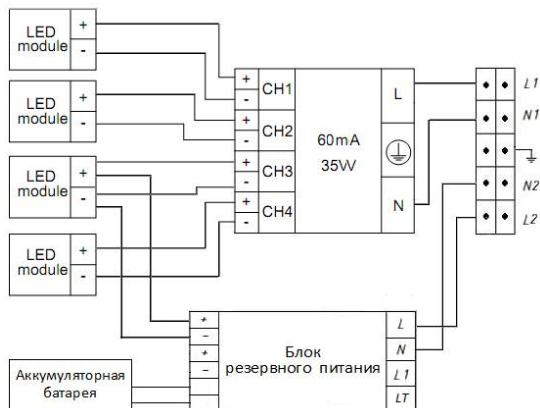 LED
module
+
-
LED
module
+
-
LED
module
+
-
LED
module
+
-
+
-
CH1
+
-
CH2
+
-
CH3
+
-
CH4
60mA
35W
L
N
L1
N1
N2
L2
+
-
+
-
Блок
резервного питания
L
N
L1
LT
Аккумуляторная
батарея